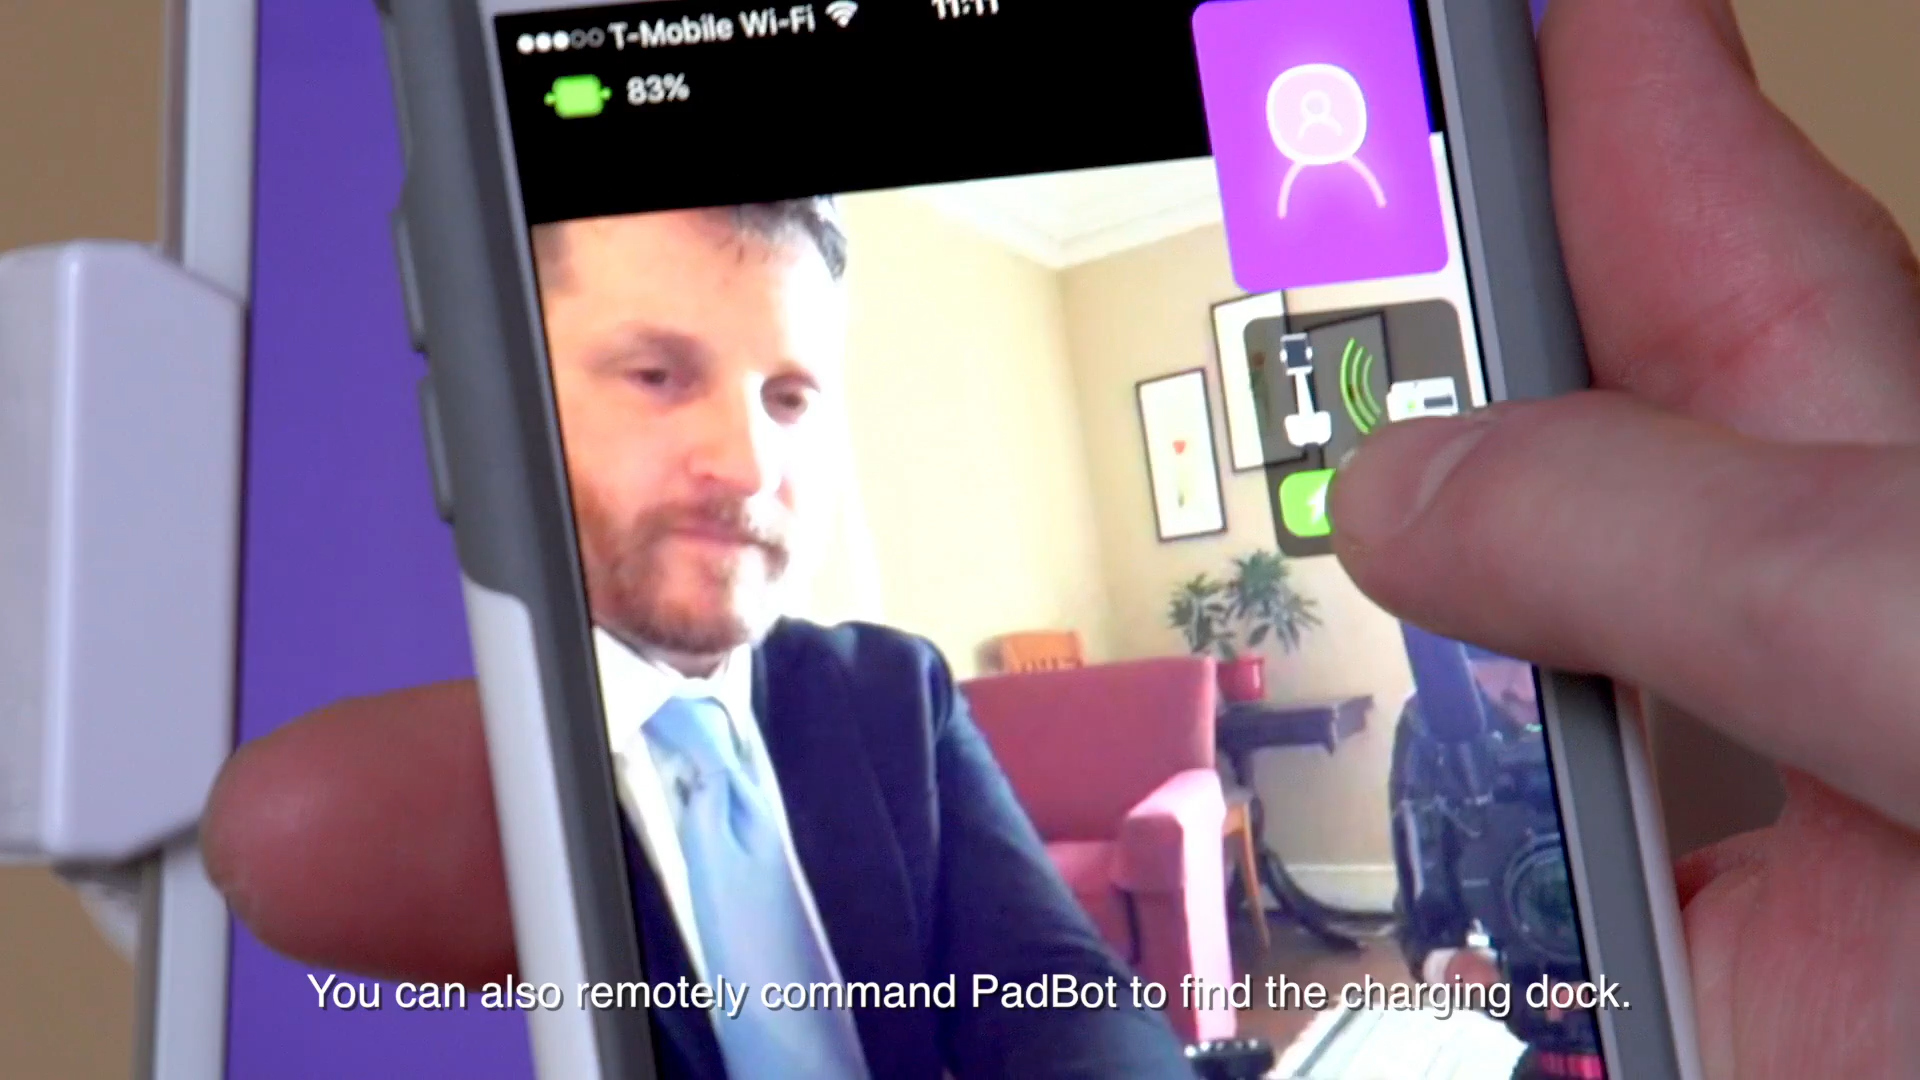 T-Mobile Wi-Fi
11:11
83%
You can also remotely command PadBot to find the charging dock.